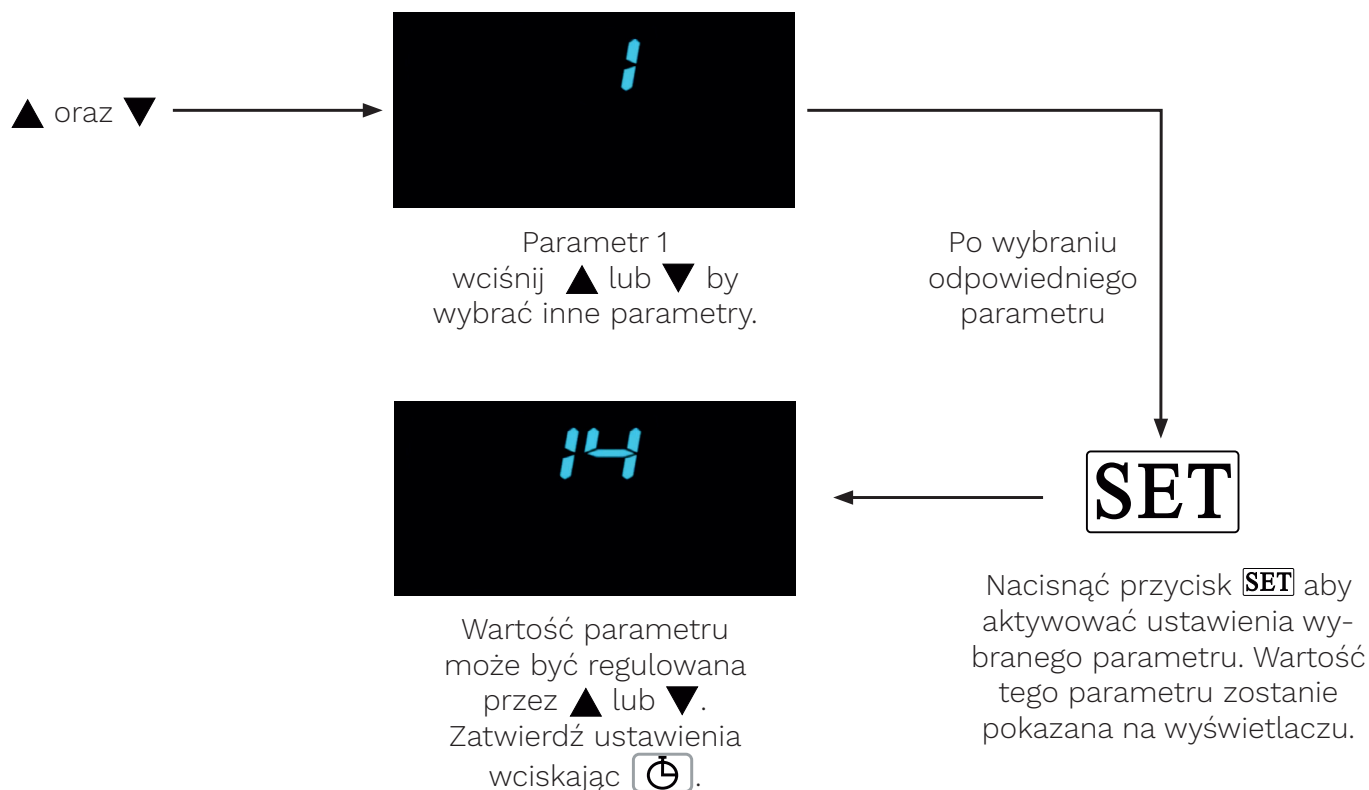 1
▲ oraz ▼
Parametr 1
wciśnij ▲ lub ▼ by
wybrać inne parametry.
Po wybraniu
odpowiedniego
parametru
SET
Nacisnąć przycisk SET aby
aktywować ustawienia wy-
branego parametru. Wartość
tego parametru zostanie
pokazana na wyświetlaczu.
14
Wartość parametru
może być regulowana
przez ▲ lub ▼.
Zatwierdź ustawienia
wciskając .